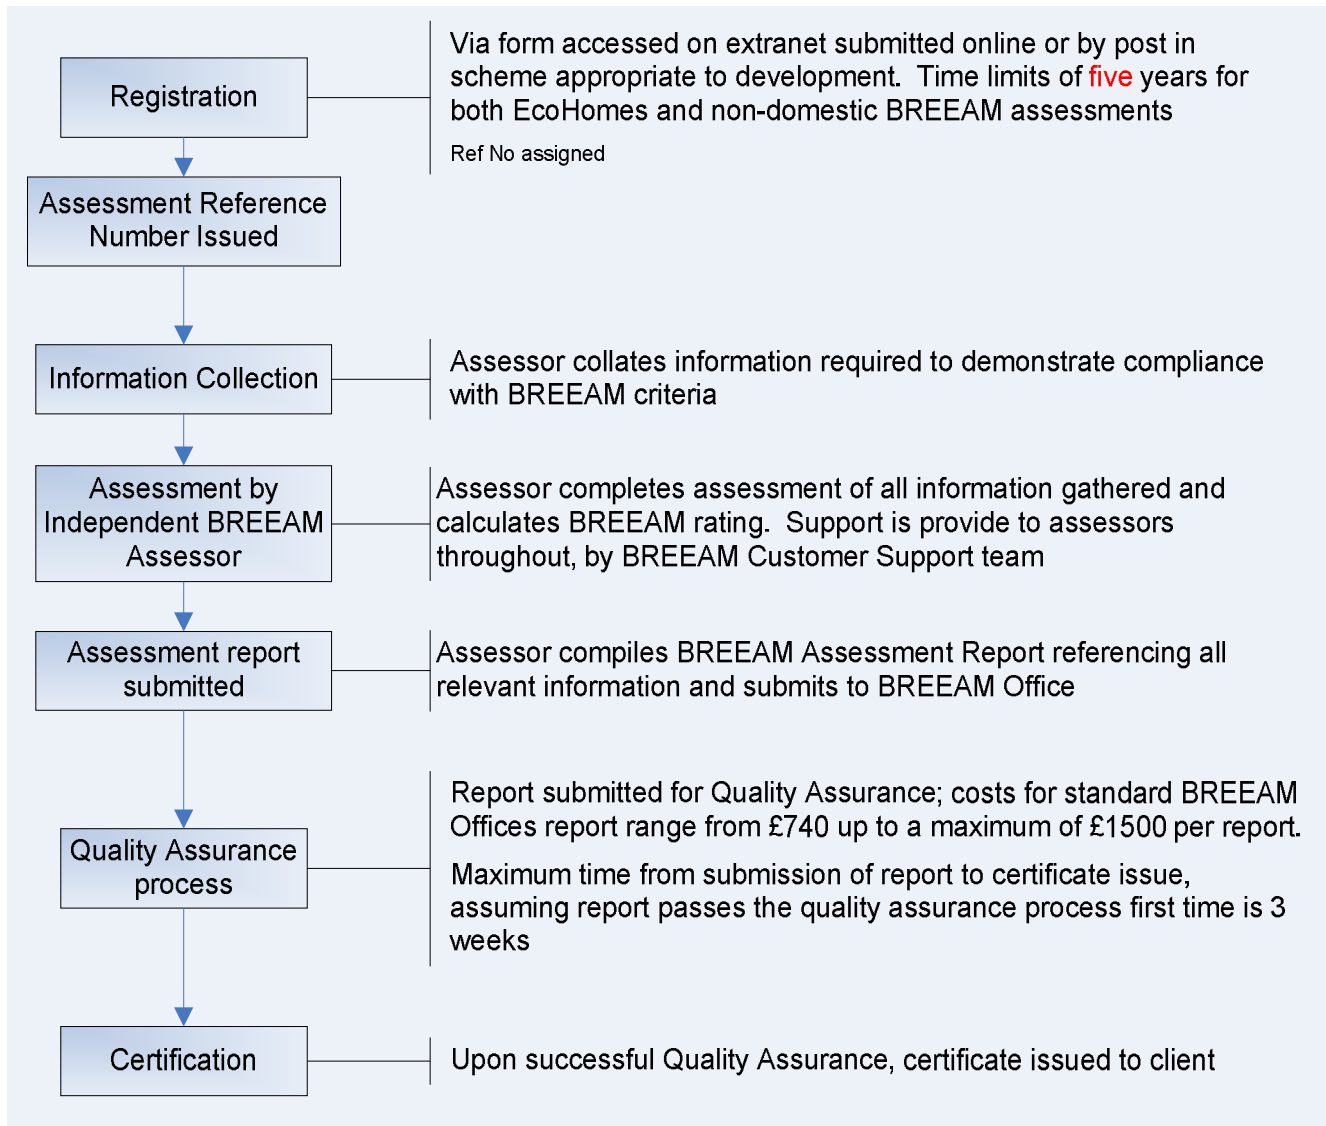 Registration
Via form accessed on extranet submitted online or by post in
scheme appropriate to development.  Time limits of five years for
both EcoHomes and non-domestic BREEAM assessments
Ref No assigned
Assessment Reference
Number Issued
Information Collection
Assessor collates information required to demonstrate compliance
with BREEAM criteria
Assessment by
Independent BREEAM
Assessor
Assessor completes assessment of all information gathered and
calculates BREEAM rating.  Support is provide to assessors
throughout, by BREEAM Customer Support team
Assessment report
submitted
Assessor compiles BREEAM Assessment Report referencing all
relevant information and submits to BREEAM Office
Quality Assurance
process
Report submitted for Quality Assurance; costs for standard BREEAM
Offices report range from £740 up to a maximum of £1500 per report.
Maximum time from submission of report to certificate issue,
assuming report passes the quality assurance process first time is 3
weeks
Certification
Upon successful Quality Assurance, certificate issued to client